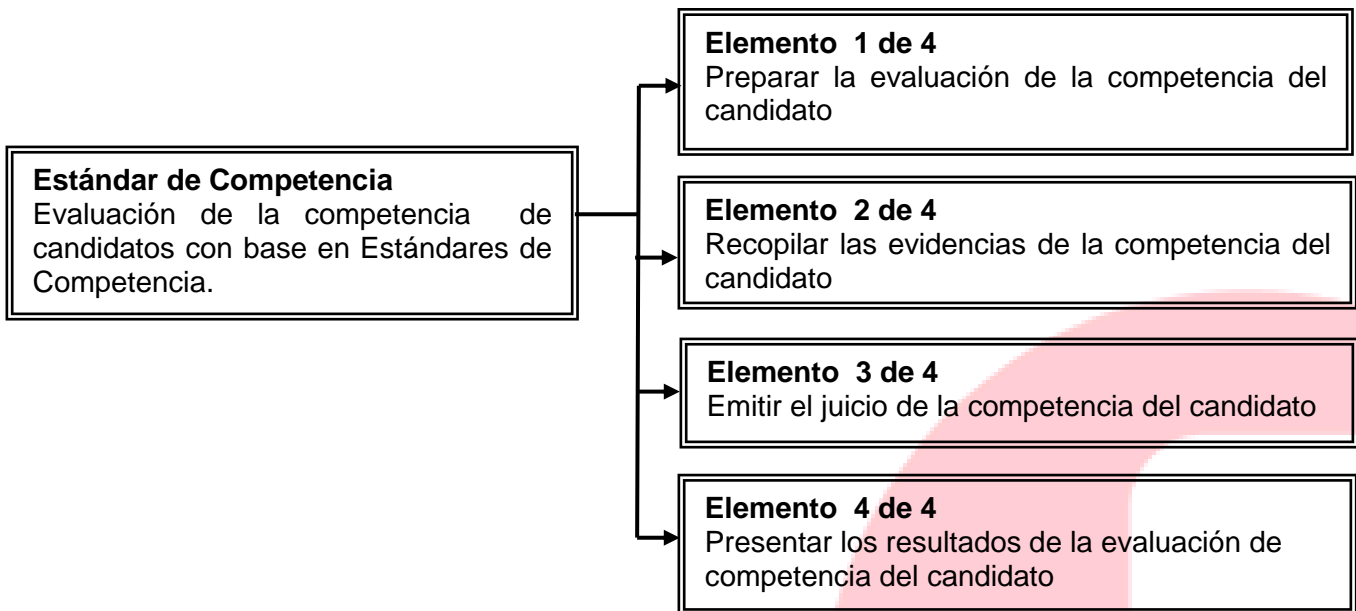 Estándar de Competencia
Evaluación de la competencia de
candidatos con base en Estándares de
Competencia.
Elemento 1 de 4
Preparar la evaluación de la competencia del
candidato
Elemento 2 de 4
Recopilar las evidencias de la competencia del
candidato
Elemento 3 de 4
Emitir el juicio de la competencia del candidato
Elemento 4 de 4
Presentar los resultados de la evaluación de
competencia del candidato